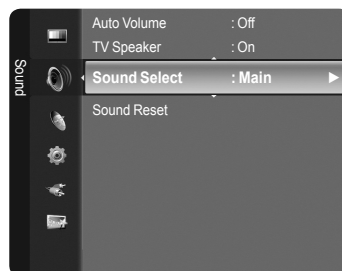 Sound
Auto Volume : Off
TV Speaker : On
Sound Select : Main ►
Sound Reset